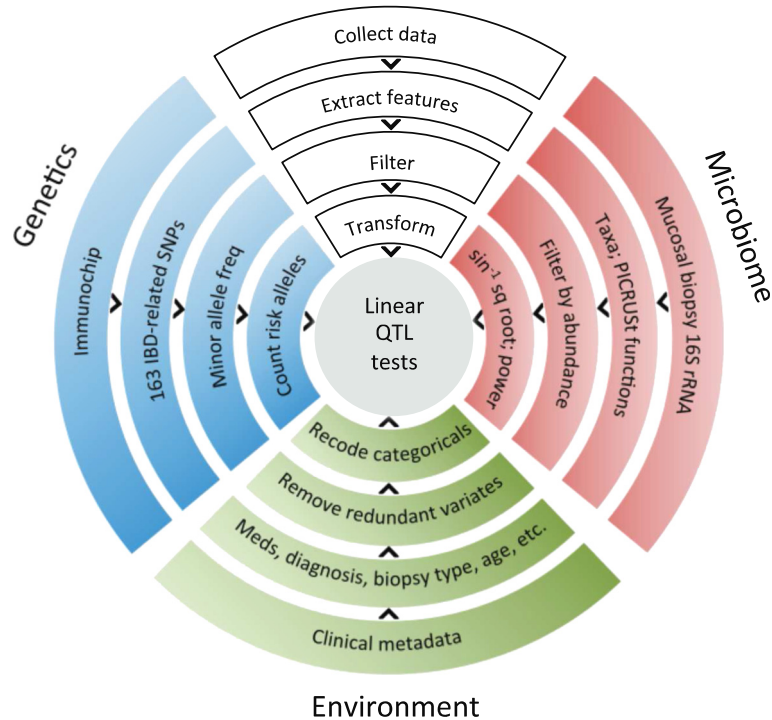 Collect data
Extract features
Filter
Transform
Genetics
Immunochip
163 IBD-related SNPs
Minor allele freq
Count risk alleles
Linear
QTL
tests
Microbiome
Mucosal biopsy 16S rRNA
Taxa; PICRUSt functions
Filter by abundance
sin⁻¹ sq root; power
Recode categoricals
Remove redundant variates
Meds, diagnosis, biopsy type, age, etc.
Clinical metadata
Environment